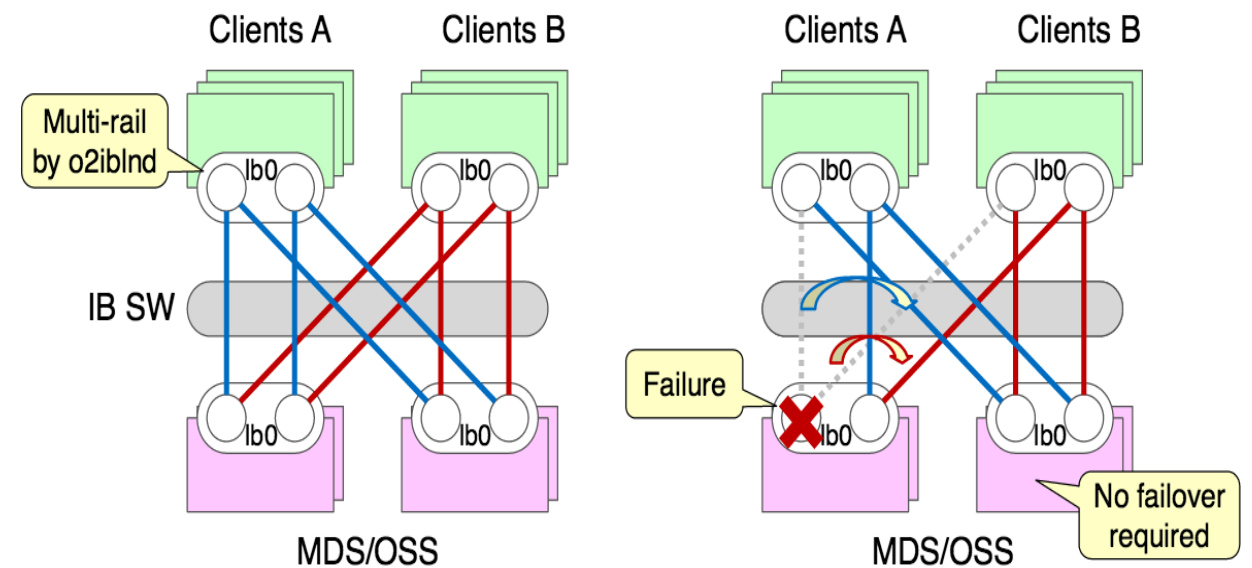 Clients A
Clients B
Multi-rail
by o2iblnd
Ib0
Ib0
IB SW
Ib0
Ib0
MDS/OSS
Clients A
Clients B
Ib0
Ib0
Failure
Ib0
Ib0
No failover
required
MDS/OSS